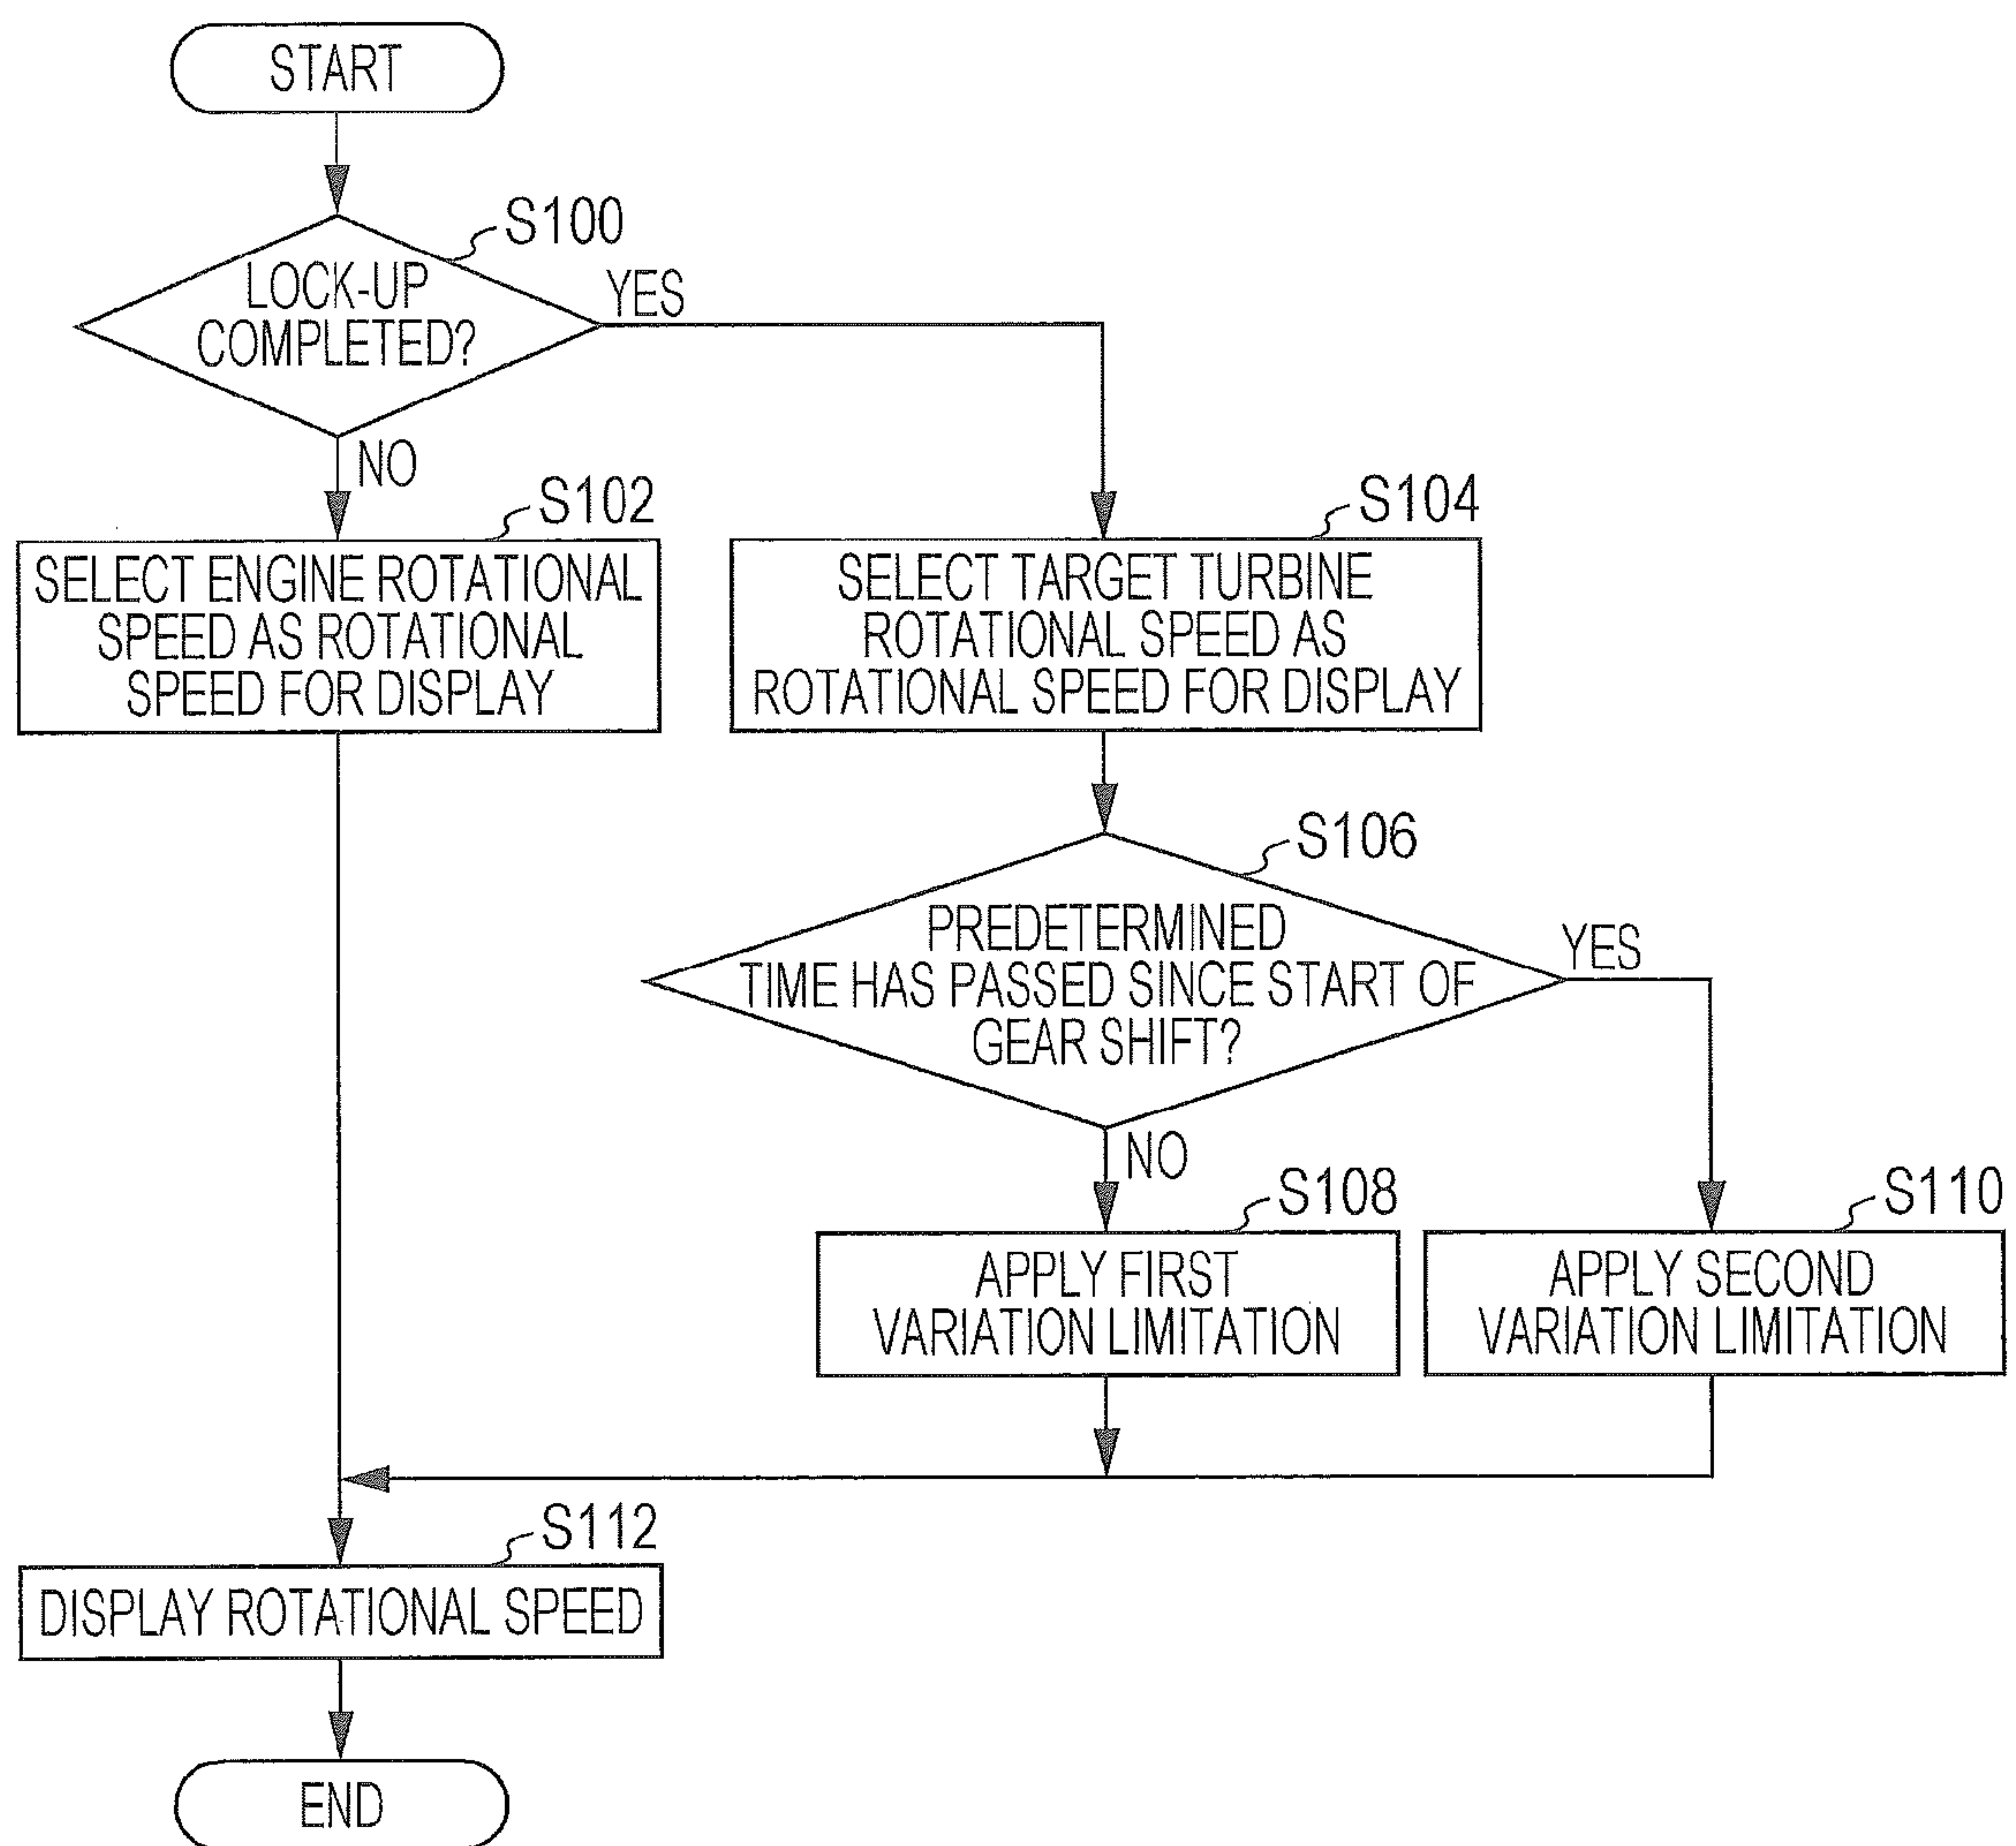 START
S100
LOCK-UP
COMPLETED?
YES
NO
S102
SELECT ENGINE ROTATIONAL
SPEED AS ROTATIONAL
SPEED FOR DISPLAY
S104
SELECT TARGET TURBINE
ROTATIONAL SPEED AS
ROTATIONAL SPEED FOR DISPLAY
S106
PREDETERMINED
TIME HAS PASSED SINCE START OF
GEAR SHIFT?
YES
NO
S108
APPLY FIRST
VARIATION LIMITATION
S110
APPLY SECOND
VARIATION LIMITATION
S112
DISPLAY ROTATIONAL SPEED
END